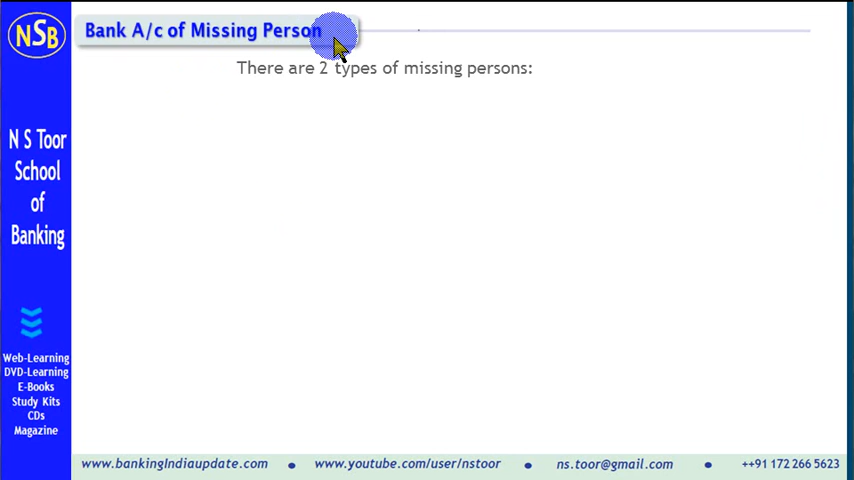 NSB
Bank A/c of Missing Person
There are 2 types of missing persons:
N S Toor
School
of
Banking
Web-Learning
DVD-Learning
E-Books
Study Kits
CDs
Magazine
www.bankingIndiaupdate.com • www.youtube.com/user/nstoor • ns.toor@gmail.com • ++91 172 266 5623